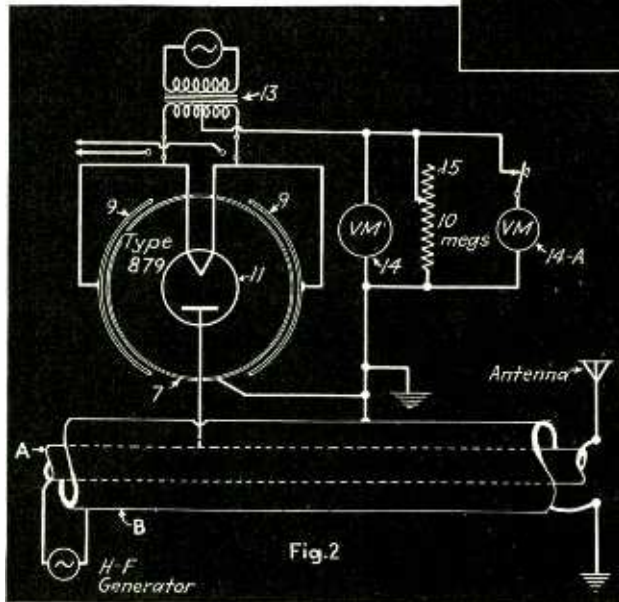 13
9
9
Type
879
11
7
VM
14
15
10
megs
VM
14-A
Antenna
A
B
Fig.2
H-F
Generator